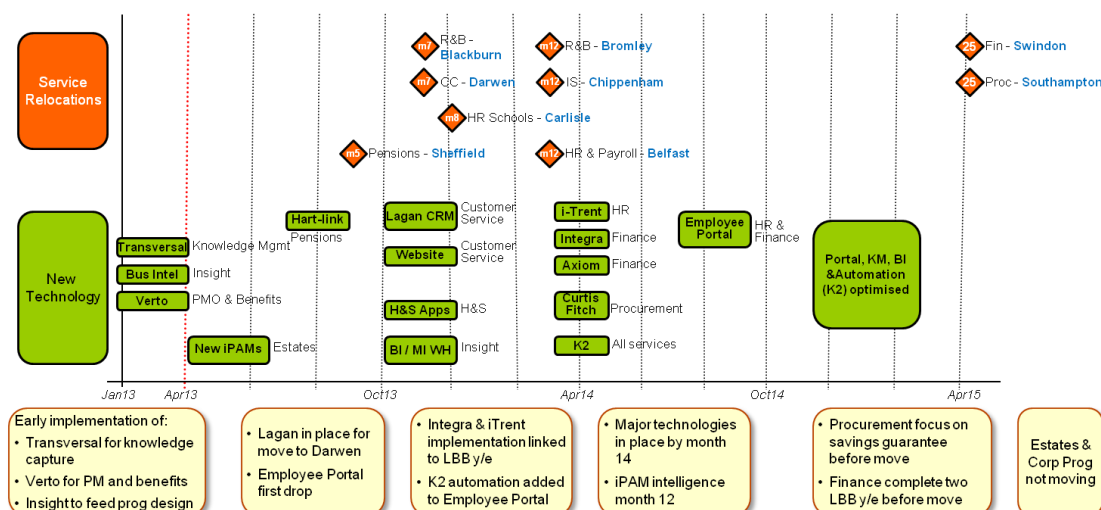 Service
Relocations
m7
R&B -
Blackburn
m7
CC - Darwen
m8
HR Schools - Carlisle
m5
Pensions - Sheffield
m12
R&B - Bromley
m12
IS - Chippenham
m12
HR & Payroll - Belfast
25
Fin - Swindon
25
Proc - Southampton
New
Technology
Transversal
Knowledge Mgmt
Bus Intel
Insight
Verto
PMO & Benefits
New iPAMs
Estates
Hart-link
Pensions
Lagan CRM
Customer
Service
Website
Customer
Service
H&S Apps
H&S
BI / MI WH
Insight
i-Trent
HR
Integra
Finance
Axiom
Finance
Curtis
Fitch
Procurement
K2
All services
Employee
Portal
HR &
Finance
Portal, KM, BI
&Automation
(K2) optimised
Jan13
Apr13
Oct13
Apr14
Oct14
Apr15
Early implementation of:
• Transversal for knowledge
capture
• Verto for PM and benefits
• Insight to feed prog design
• Lagan in place for
move to Darwen
• Employee Portal
first drop
• Integra & iTrent
implementation linked
to LBB y/e
• K2 automation added
to Employee Portal
• Major technologies
in place by month
14
• iPAM intelligence
month 12
• Procurement focus on
savings guarantee
before move
• Finance complete two
LBB y/e before move
Estates &
Corp Prog
not moving